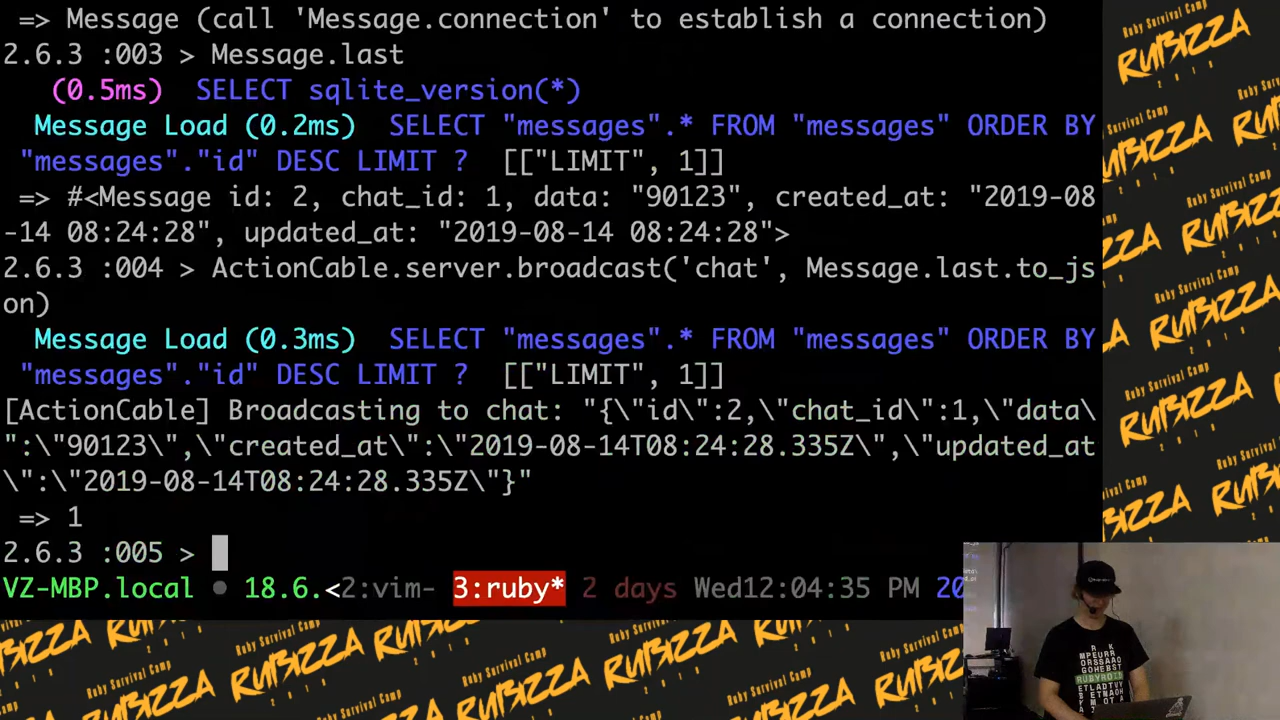 => Message (call 'Message.connection' to establish a connection)
2.6.3 :003 > Message.last
(0.5ms)  SELECT sqlite_version(*)
Message Load (0.2ms)  SELECT "messages".* FROM "messages" ORDER BY
"messages"."id" DESC LIMIT ?  [["LIMIT", 1]]
=> #<Message id: 2, chat_id: 1, data: "90123", created_at: "2019-08
-14 08:24:28", updated_at: "2019-08-14 08:24:28">
2.6.3 :004 > ActionCable.server.broadcast('chat', Message.last.to_js
on)
Message Load (0.3ms)  SELECT "messages".* FROM "messages" ORDER BY
"messages"."id" DESC LIMIT ?  [["LIMIT", 1]]
[ActionCable] Broadcasting to chat: "{\"id\":2,\"chat_id\":1,\"data\
":\"90123\",\"created_at\":\"2019-08-14T08:24:28.335Z\",\"updated_at
\":\"2019-08-14T08:24:28.335Z\"}"
=> 1
2.6.3 :005 >
VZ-MBP.local ● 18.6.<2:vim- 3:ruby* 2 days Wed12:04:35 PM 20
Ruby Survival Camp
RUBIZZA
2019